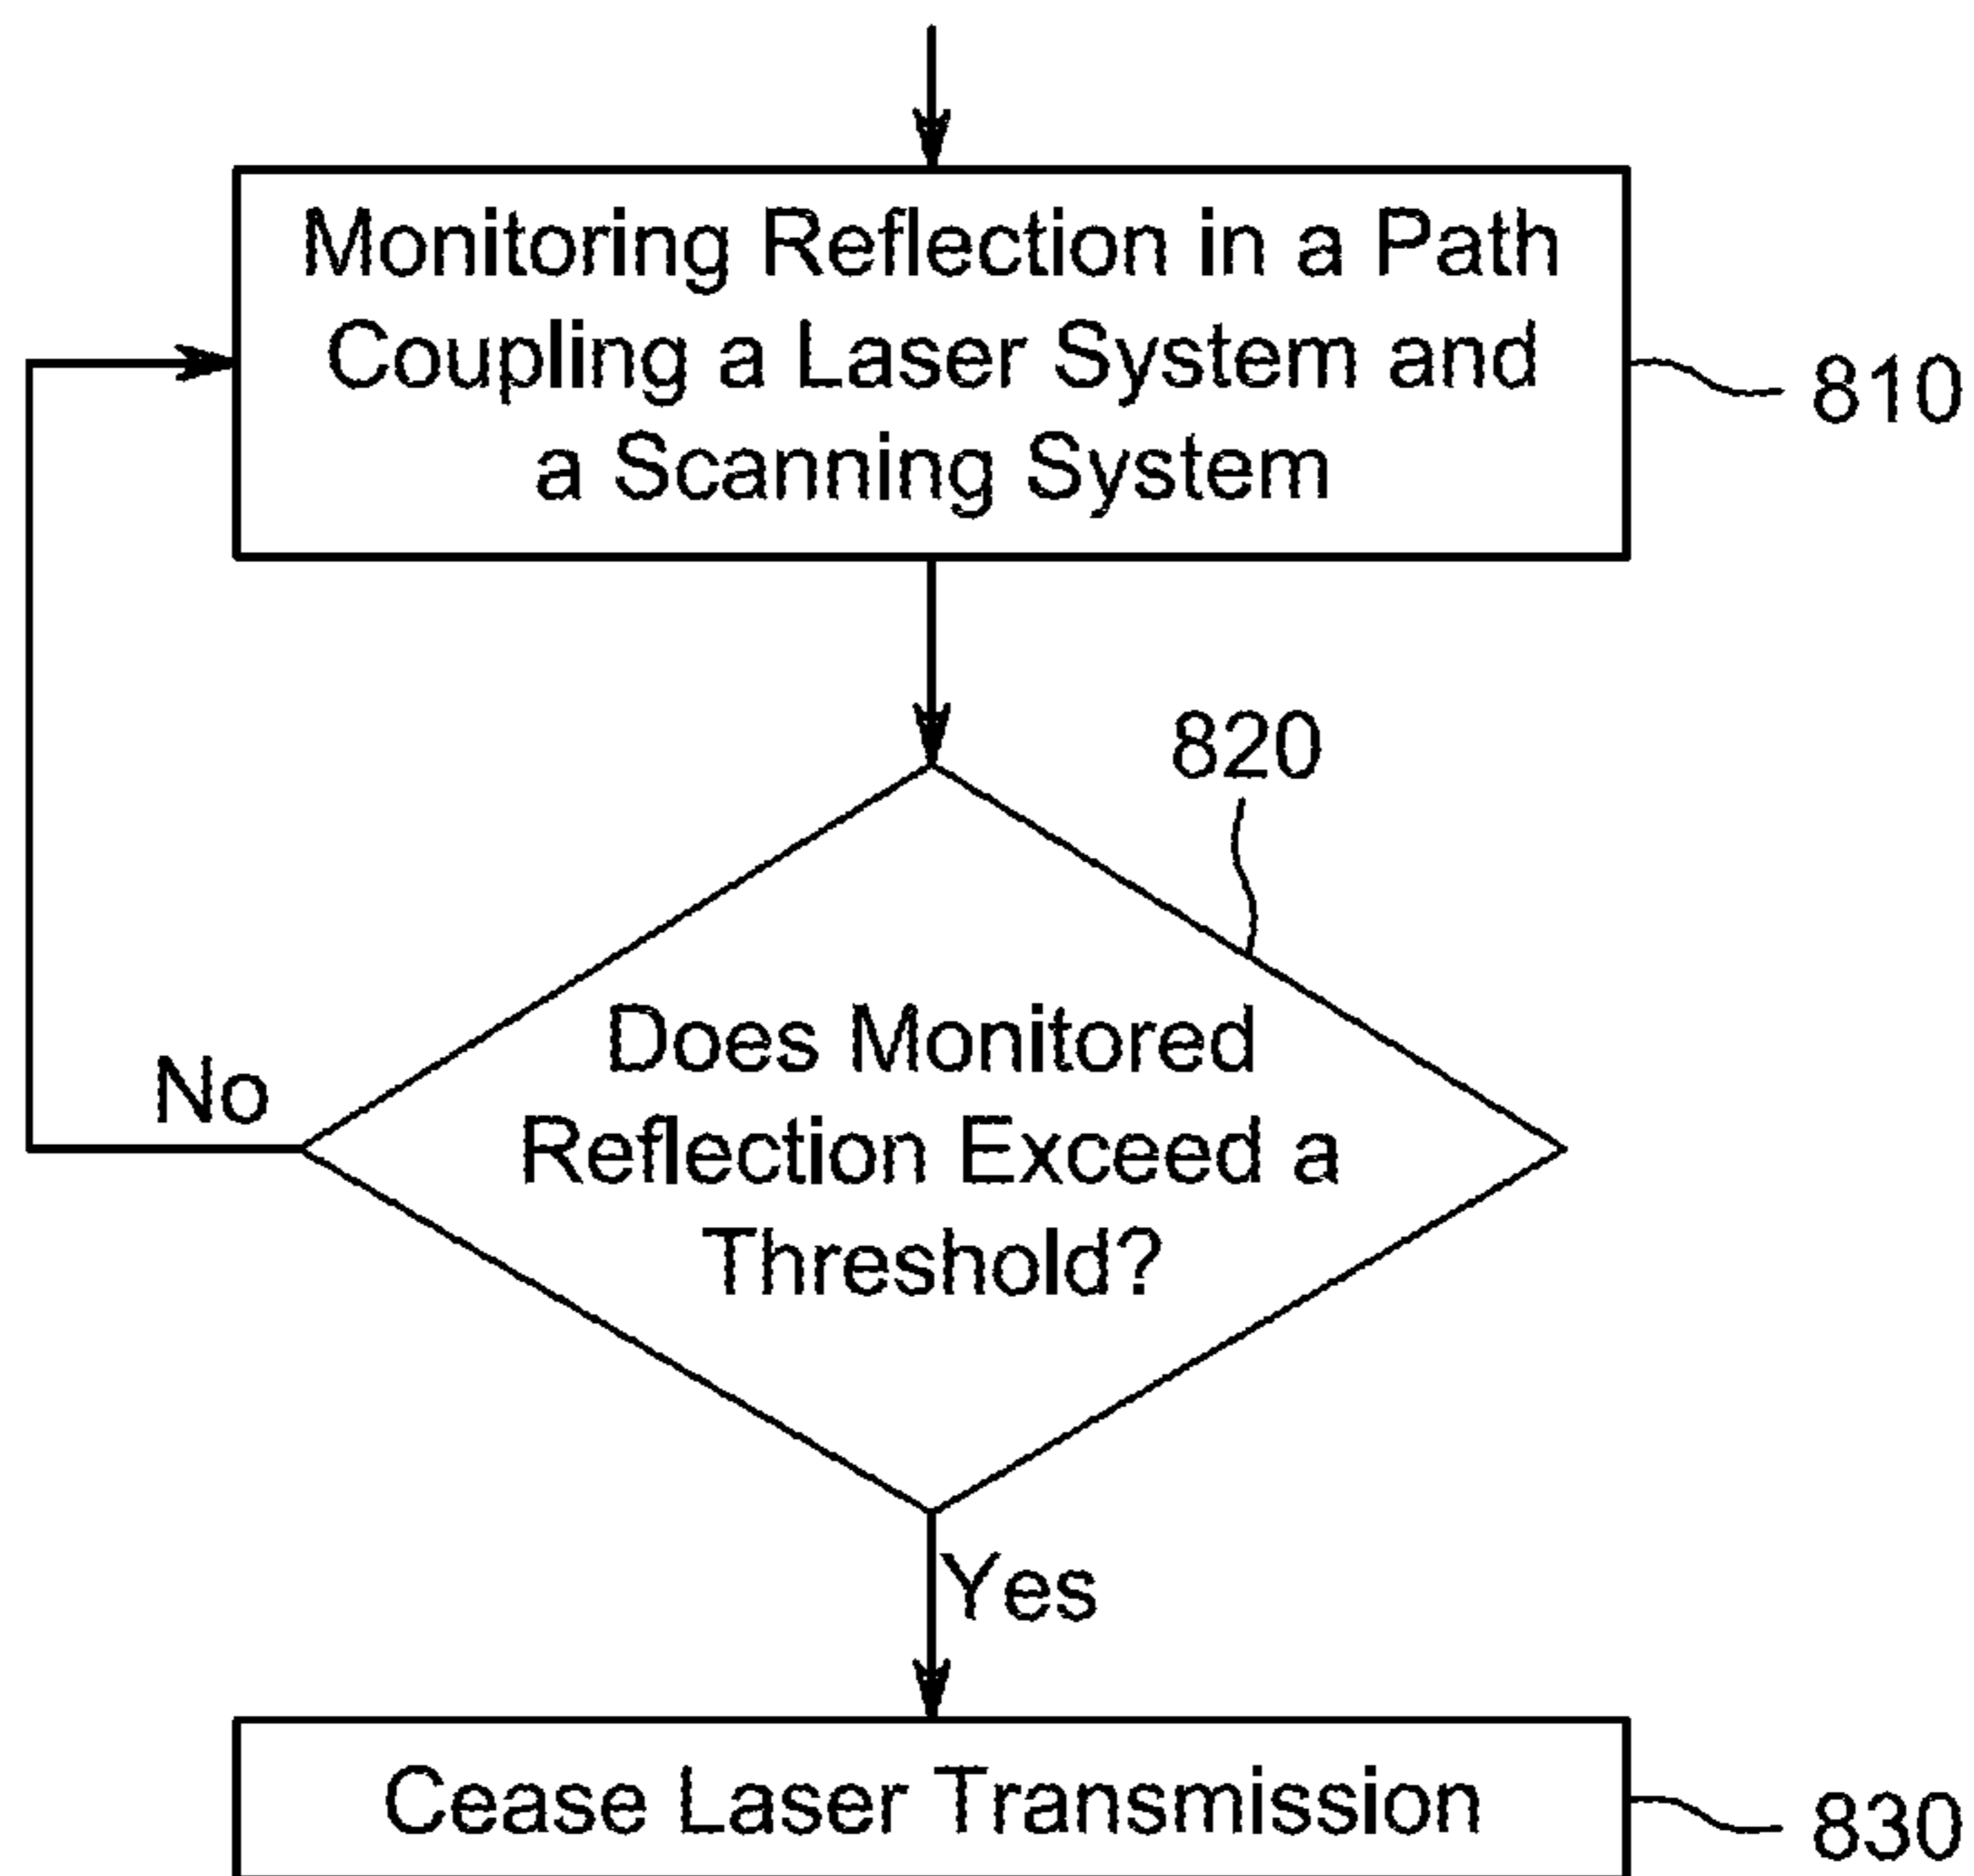 Monitoring Reflection in a Path
Coupling a Laser System and
a Scanning System
810
820
Does Monitored
Reflection Exceed a
Threshold?
No
Yes
Cease Laser Transmission
830